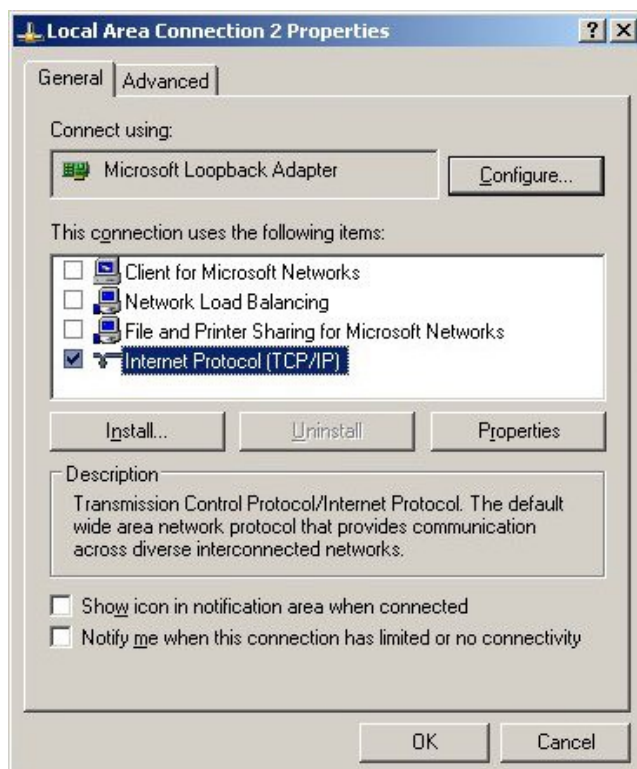 Local Area Connection 2 Properties
General
Advanced
Connect using:
Microsoft Loopback Adapter
Configure...
This connection uses the following items:
Client for Microsoft Networks
Network Load Balancing
File and Printer Sharing for Microsoft Networks
Internet Protocol (TCP/IP)
Install...
Uninstall
Properties
Description
Transmission Control Protocol/Internet Protocol. The default
wide area network protocol that provides communication
across diverse interconnected networks.
Show icon in notification area when connected
Notify me when this connection has limited or no connectivity
OK
Cancel